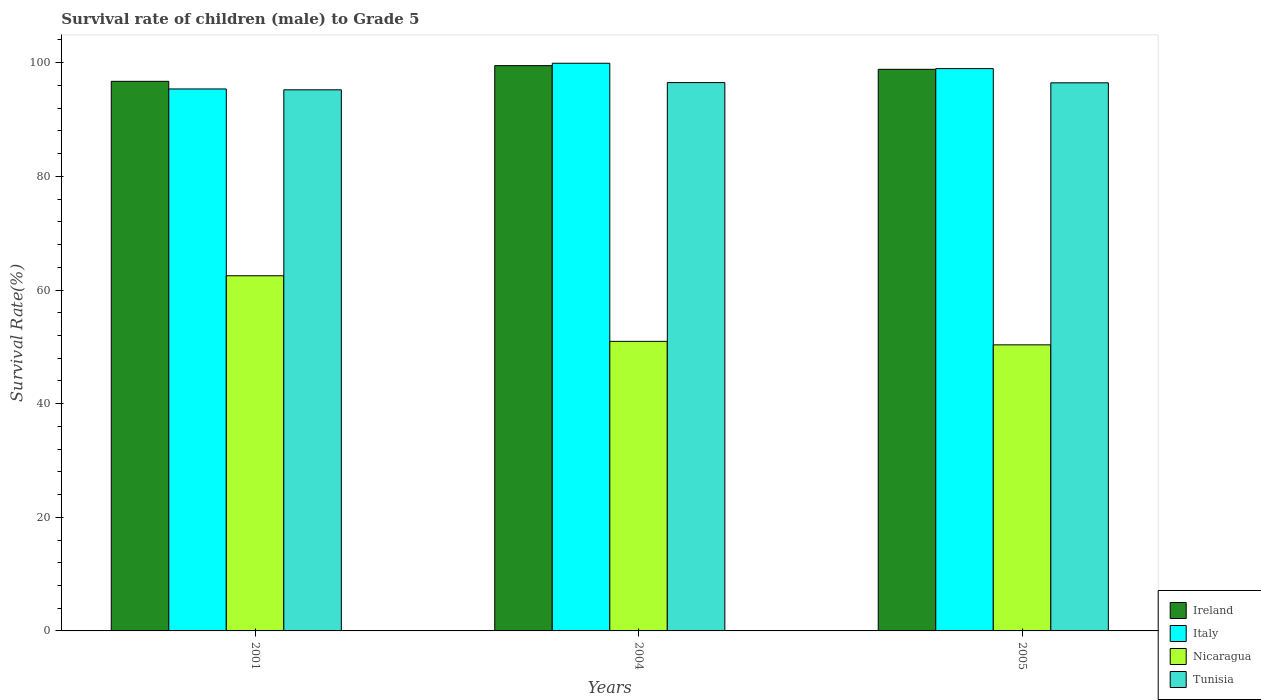 Survival rate of children (male) to Grade 5
100
80
60
40
20
0
Survival Rate(%)
2001
2004
2005
Years
Ireland
Italy
Nicaragua
Tunisia